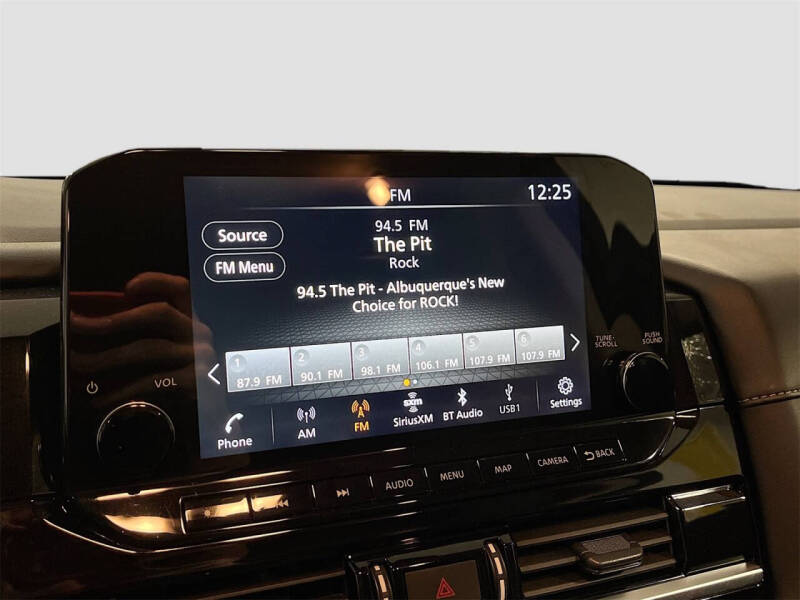 FM 12:25
94.5 FM
The Pit
Rock
Source
FM Menu
94.5 The Pit - Albuquerque's New
Choice for ROCK!
1 2 3 4 5 6
87.9 FM 90.1 FM 98.1 FM 106.1 FM 107.9 FM 107.9 FM
Phone AM FM sxm SiriusXM BT Audio USB1 Settings
VOL
TUNE·
SCROLL
PUSH
SOUND
AUDIO MENU MAP CAMERA BACK